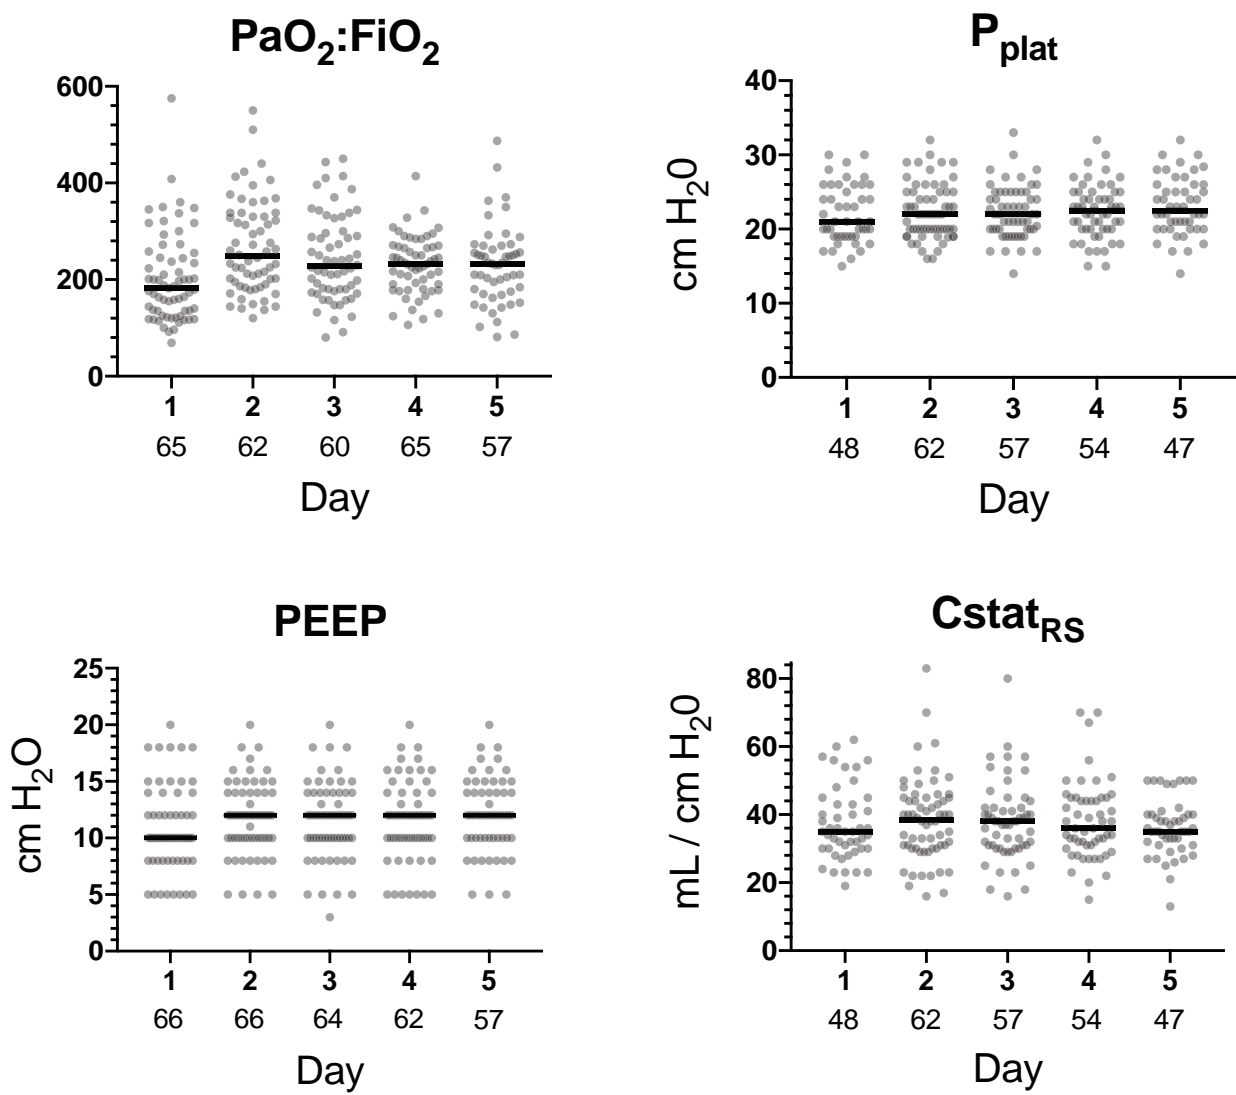 PaO2:FiO2
600
400
200
0
1 2 3 4 5
65 62 60 65 57
Day
Pplat
cm H20
40
30
20
10
0
1 2 3 4 5
48 62 57 54 47
Day
PEEP
cm H2O
25
20
15
10
5
0
1 2 3 4 5
66 66 64 62 57
Day
CstatRS
mL / cm H20
80
60
40
20
0
1 2 3 4 5
48 62 57 54 47
Day